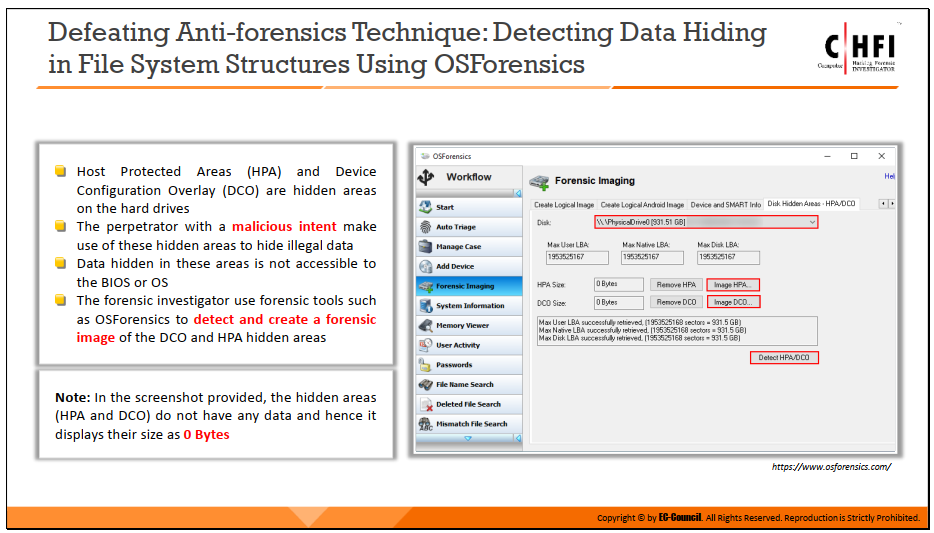 Defeating Anti-forensics Technique: Detecting Data Hiding
in File System Structures Using OSForensics
CHFI
Computer Hacking Forensic
INVESTIGATOR
Host Protected Areas (HPA) and Device
Configuration Overlay (DCO) are hidden areas
on the hard drives
The perpetrator with a malicious intent make
use of these hidden areas to hide illegal data
Data hidden in these areas is not accessible to
the BIOS or OS
The forensic investigator use forensic tools such
as OSForensics to detect and create a forensic
image of the DCO and HPA hidden areas
Note: In the screenshot provided, the hidden areas
(HPA and DCO) do not have any data and hence it
displays their size as 0 Bytes
OSForensics
Workflow
Start
Auto Triage
Manage Case
Add Device
Forensic Imaging
System Information
Memory Viewer
User Activity
Passwords
File Name Search
Deleted File Search
Mismatch File Search
Forensic Imaging
Hel
Create Logical Image Create Logical Android Image Device and SMART Info Disk Hidden Areas - HPA/DCO
Disk: \\.\PhysicalDrive0 [931.51 GB]
Max User LBA: Max Native LBA: Max Disk LBA:
1953525167 1953525167 1953525167
HPA Size: 0 Bytes Remove HPA Image HPA...
DCO Size: 0 Bytes Remove DCO Image DCO...
Max User LBA successfully retrieved, (1953525168 sectors = 931.5 GB)
Max Native LBA successfully retrieved, (1953525168 sectors = 931.5 GB)
Max Disk LBA successfully retrieved, (1953525168 sectors = 931.5 GB)
Detect HPA/DCO
https://www.osforensics.com/
Copyright © by EC-Council. All Rights Reserved. Reproduction is Strictly Prohibited.